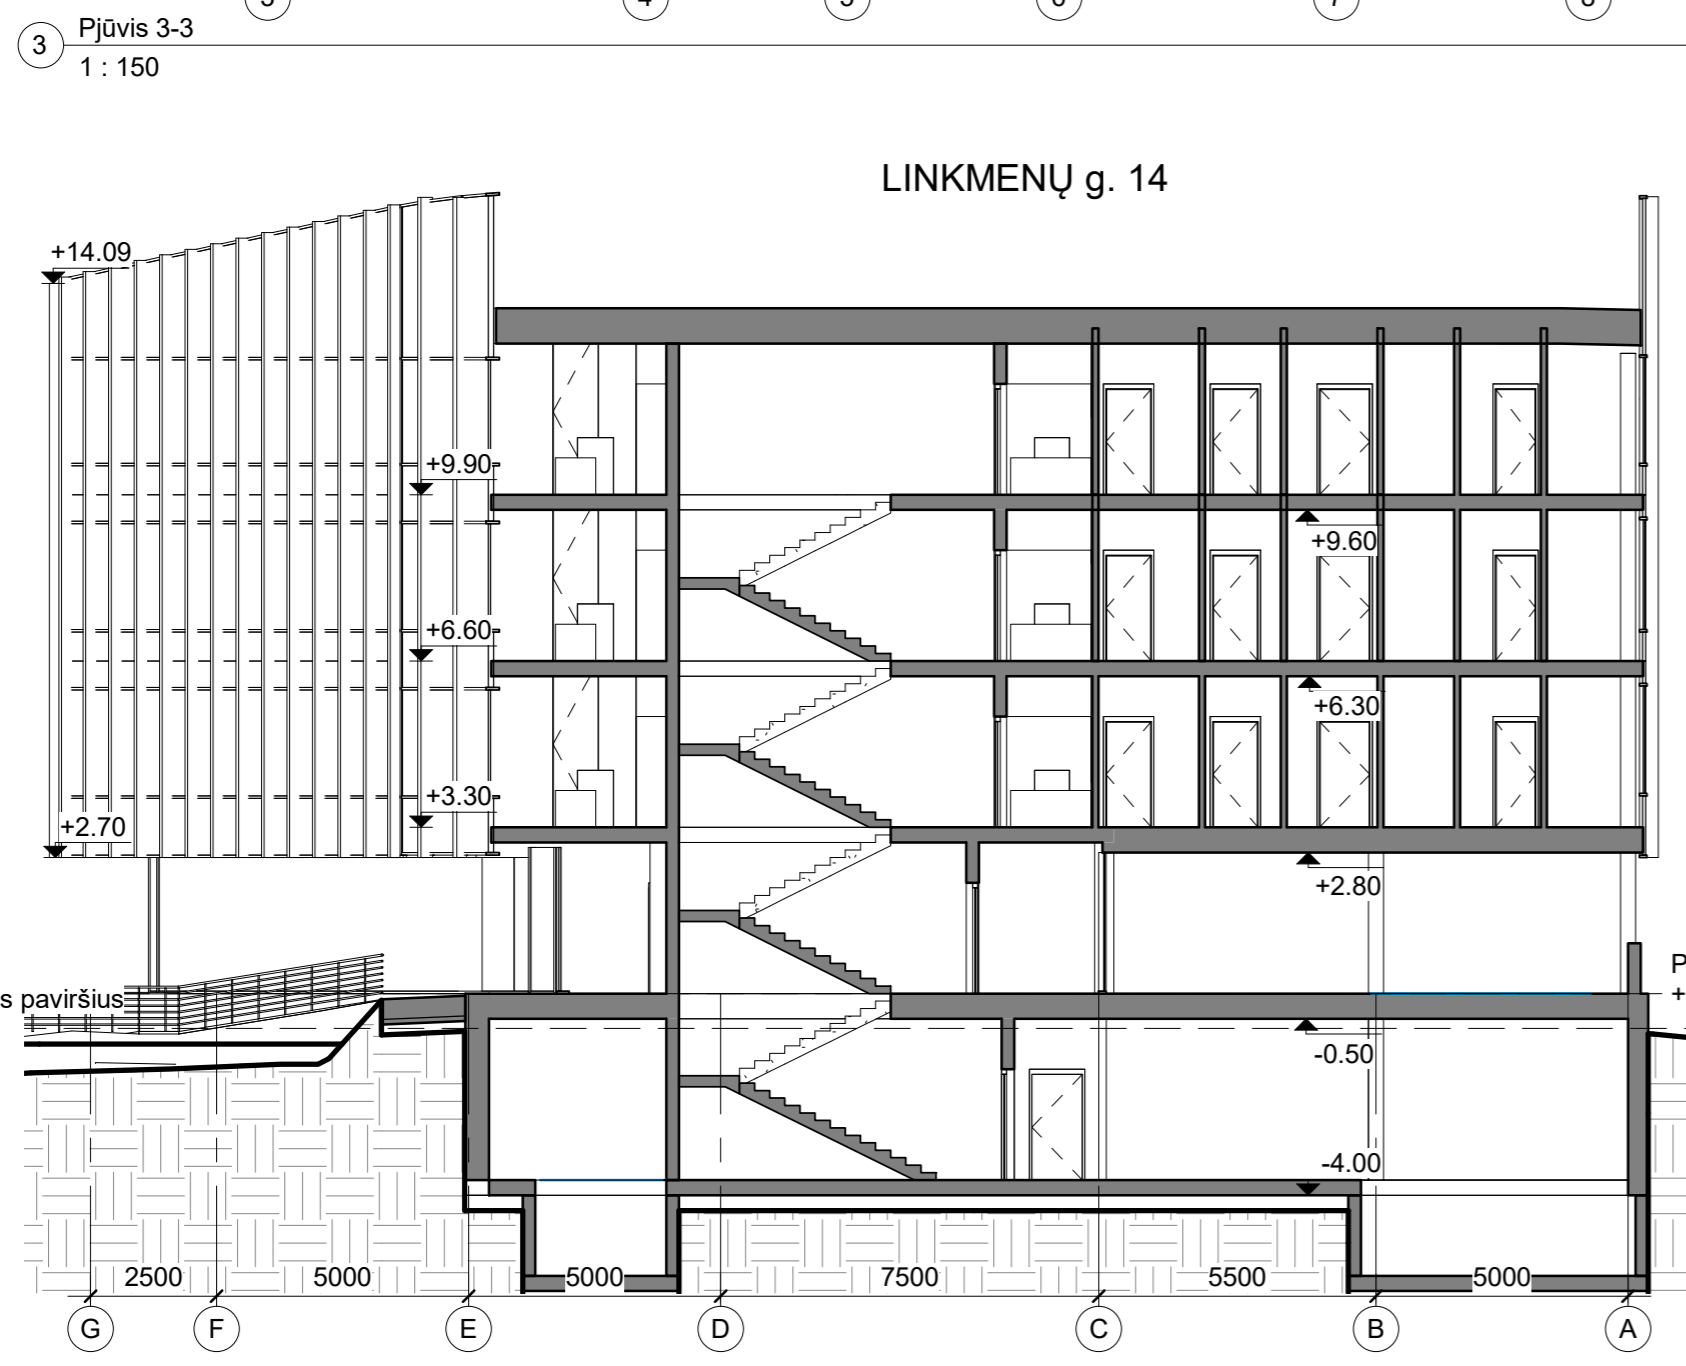 3
Pjūvis 3-3
1 : 150
LINKMENŲ g. 14
+14.09
+9.90
+9.60
+6.60
+6.30
+3.30
+2.70
+2.80
s paviršius
P
+
-0.50
-4.00
2500 5000 5000 7500 5500 5000
G F E D C B A